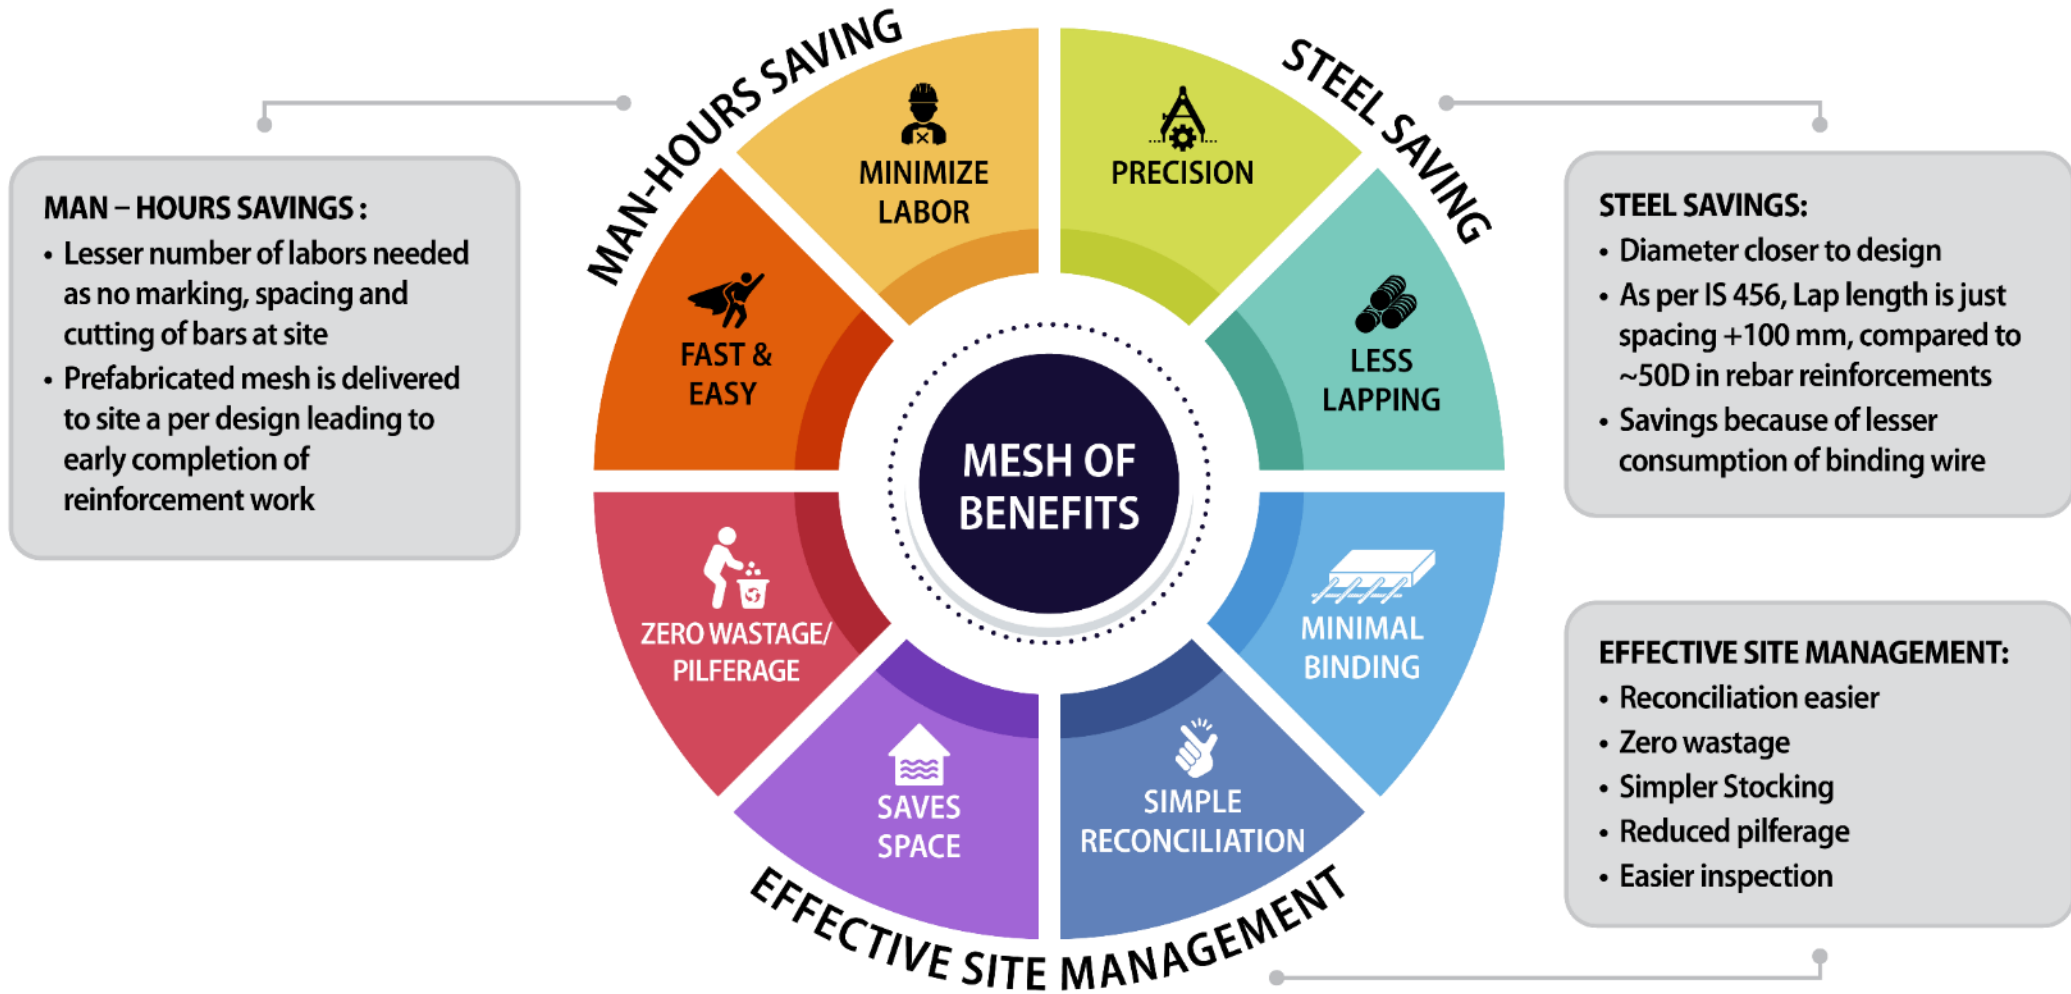 MAN-HOURS SAVING
STEEL SAVING
MINIMIZE
LABOR
PRECISION
FAST &
EASY
LESS
LAPPING
MESH OF
BENEFITS
ZERO WASTAGE/
PILFERAGE
MINIMAL
BINDING
SAVES
SPACE
SIMPLE
RECONCILIATION
EFFECTIVE SITE MANAGEMENT
MAN – HOURS SAVINGS :
• Lesser number of labors needed
as no marking, spacing and
cutting of bars at site
• Prefabricated mesh is delivered
to site a per design leading to
early completion of
reinforcement work
STEEL SAVINGS:
• Diameter closer to design
• As per IS 456, Lap length is just
spacing +100 mm, compared to
~50D in rebar reinforcements
• Savings because of lesser
consumption of binding wire
EFFECTIVE SITE MANAGEMENT:
• Reconciliation easier
• Zero wastage
• Simpler Stocking
• Reduced pilferage
• Easier inspection